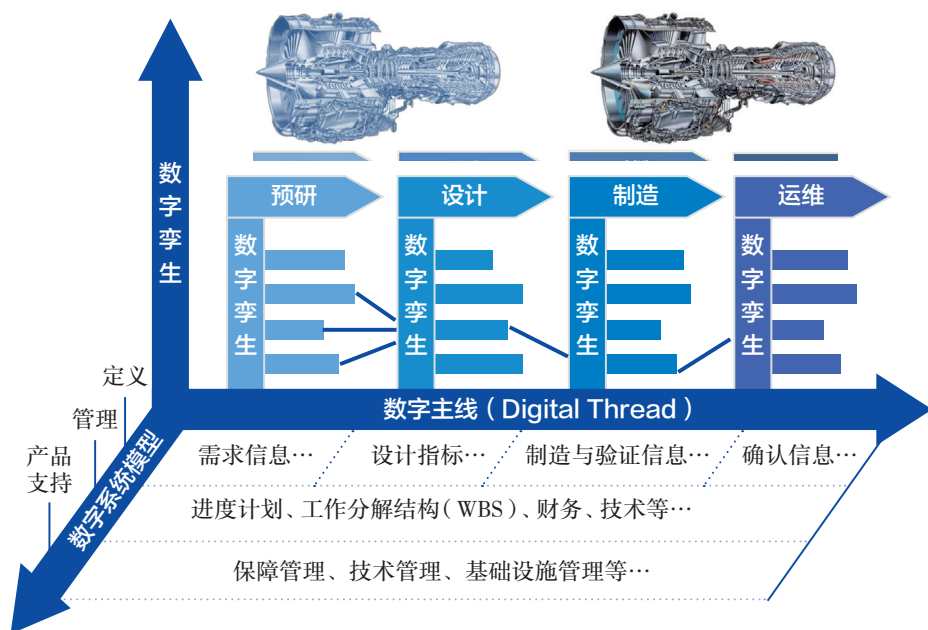 预研
设计
制造
运维
数字孪生
数字孪生
数字孪生
数字孪生
数字孪生
数字主线（Digital Thread）
数字系统模型
定义
管理
产品
支持
需求信息…
设计指标…
制造与验证信息…
确认信息…
进度计划、工作分解结构（WBS）、财务、技术等…
保障管理、技术管理、基础设施管理等…